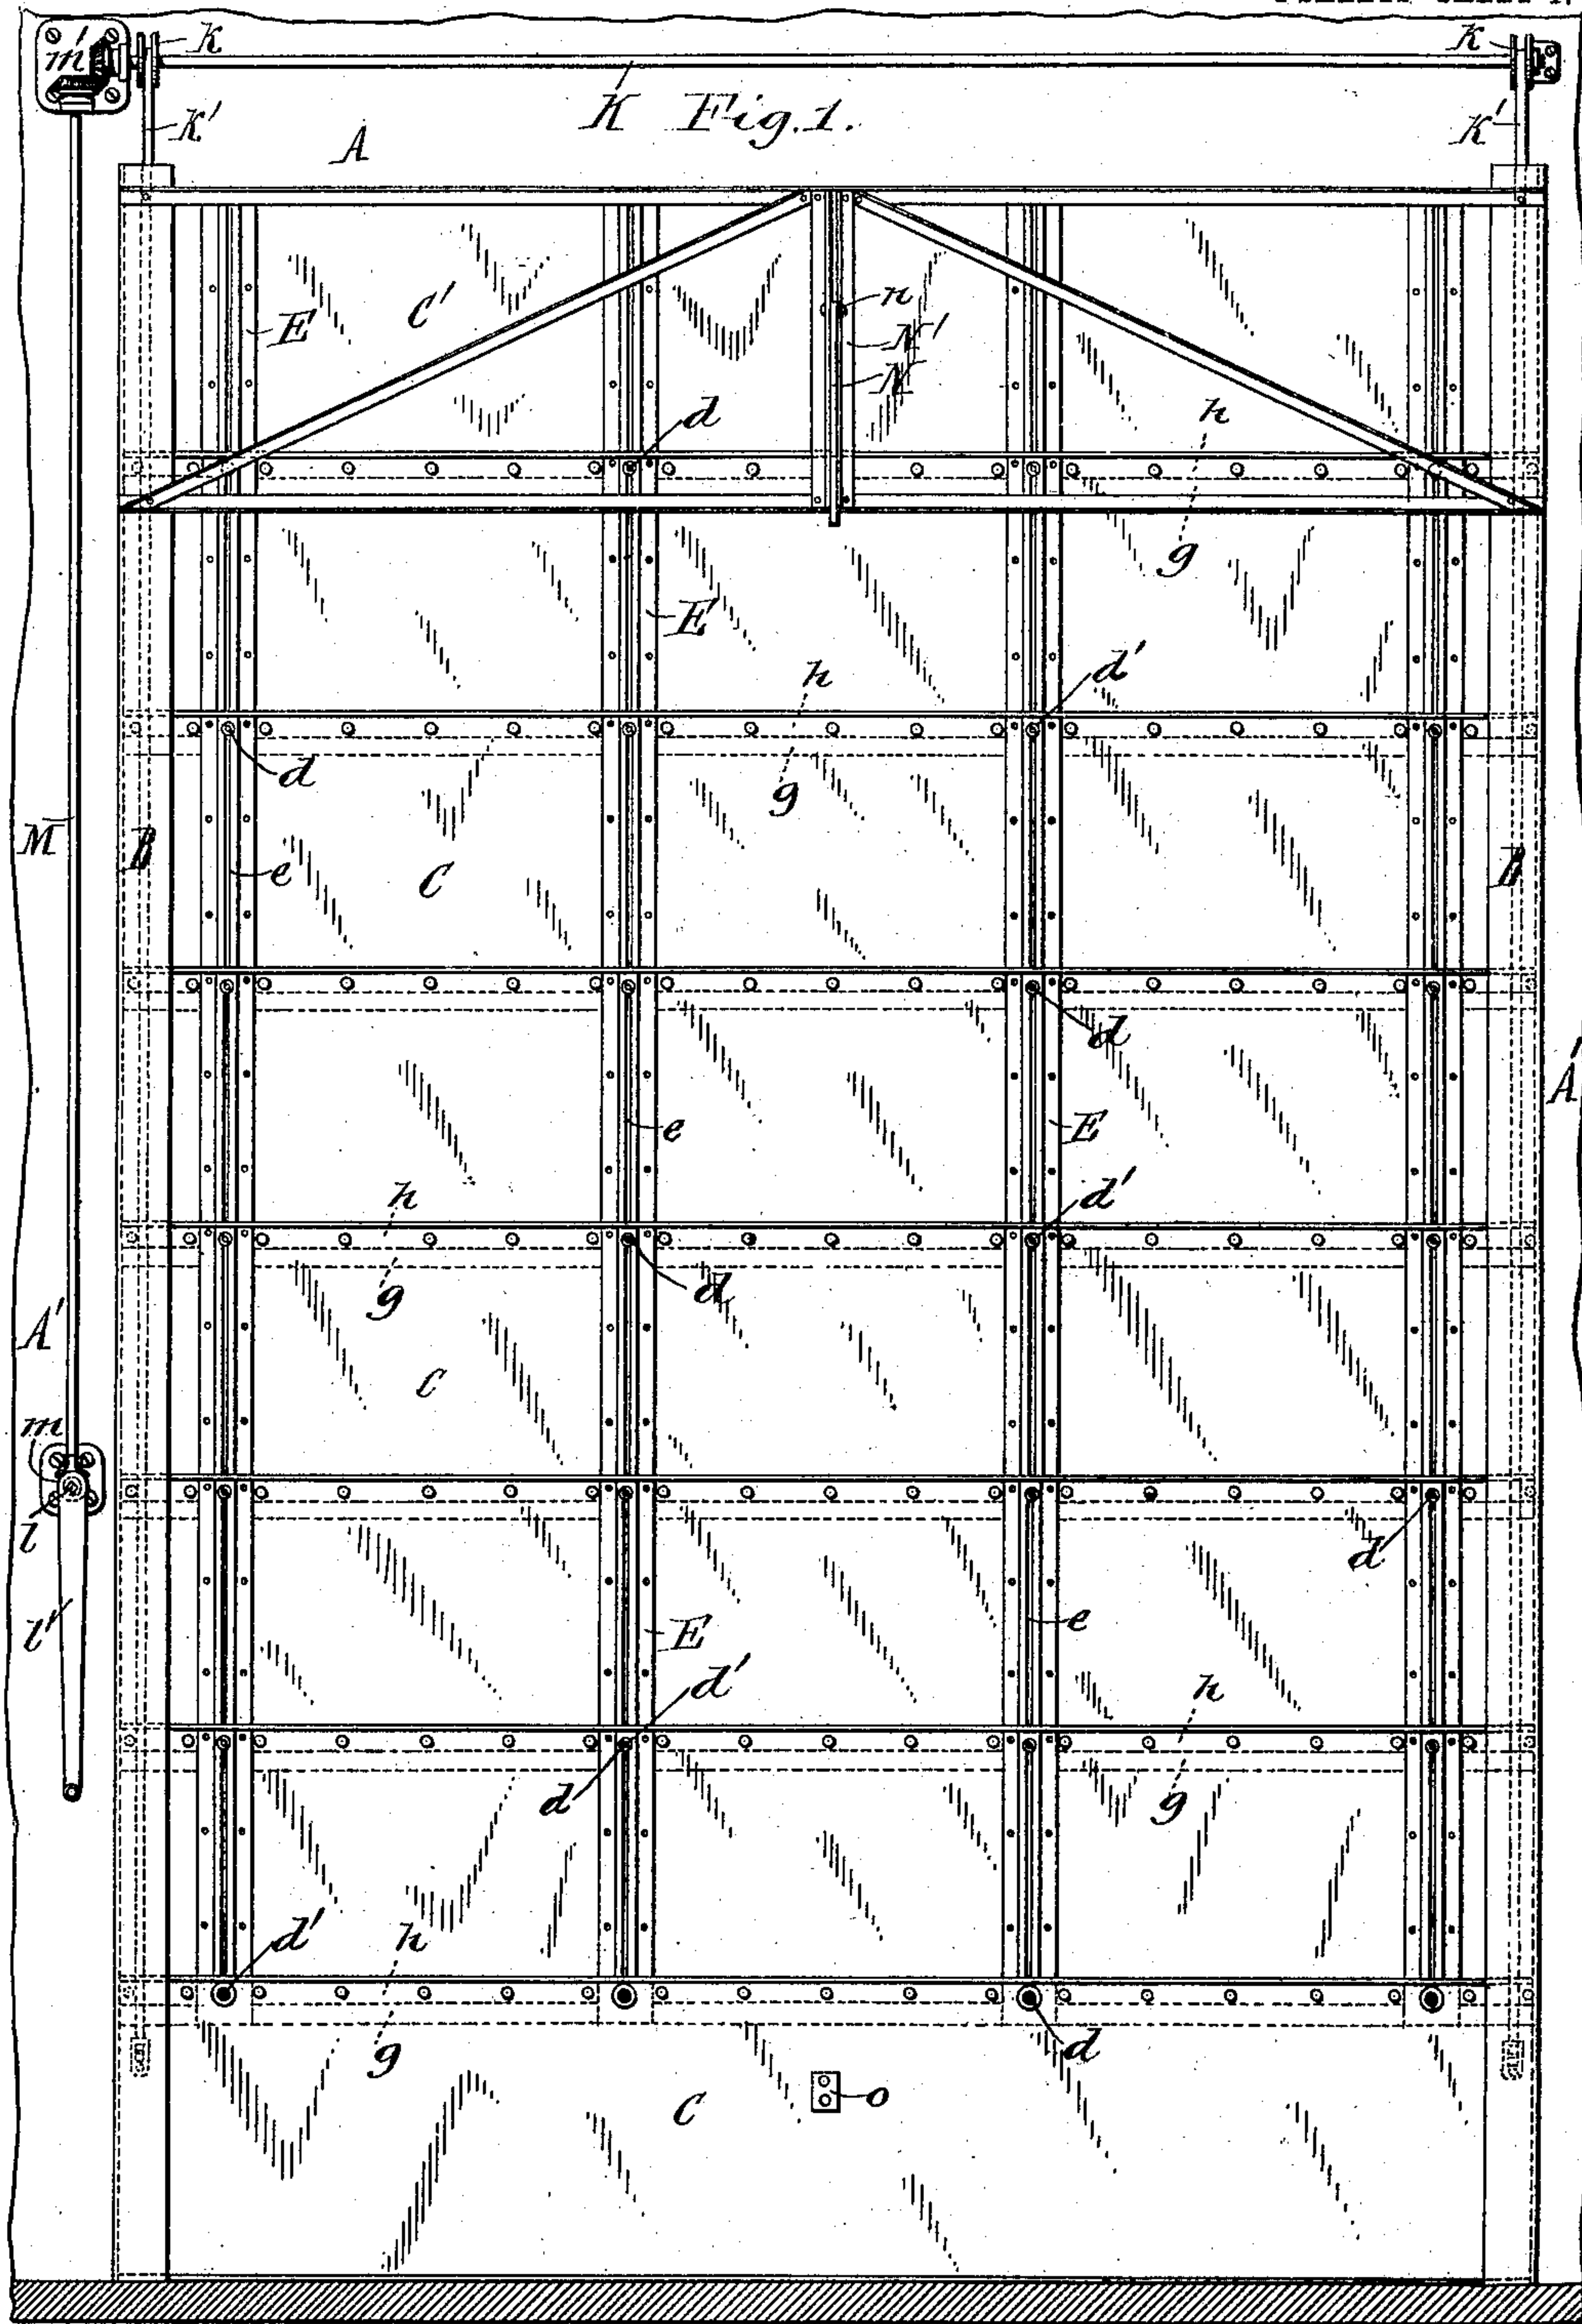 m' k k
K Fig. 1.
K' K'
A
C' E n
N'
N
d h
g
E
h d'
d g
M B e C B
d
A'
e E
h d'
g d
A'
C
m
l d
l' E e
d' h
d g
d' h
g d
C o